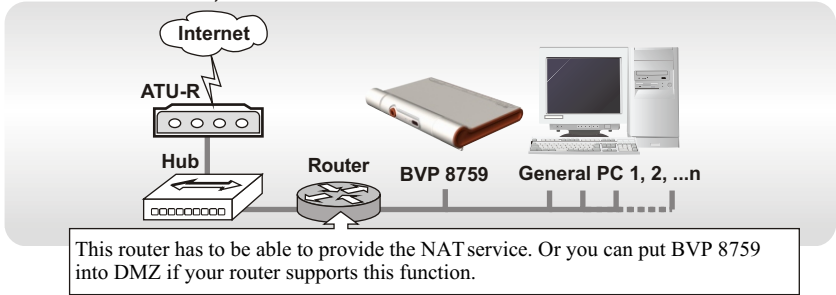 Internet
ATU-R
Hub
Router
BVP 8759
General PC 1, 2, ...n
This router has to be able to provide the NAT service. Or you can put BVP 8759
into DMZ if your router supports this function.